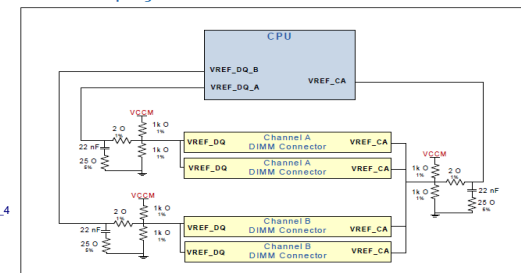 CPU
VREF_DQ_B
VREF_DQ_A
VREF_CA
VCCM
1k O
1%
2 O
1%
22 nF
25 O
5%
1k O
1%
VREF_DQ
Channel A
DIMM Connector
VREF_CA
VREF_DQ
Channel A
DIMM Connector
VREF_CA
VCCM
1k O
1%
2 O
1%
1k O
1%
22 nF
25 O
5%
_4
VCCM
1k O
1%
2 O
1%
22 nF
25 O
5%
1k O
1%
VREF_DQ
Channel B
DIMM Connector
VREF_CA
VREF_DQ
Channel B
DIMM Connector
VREF_CA